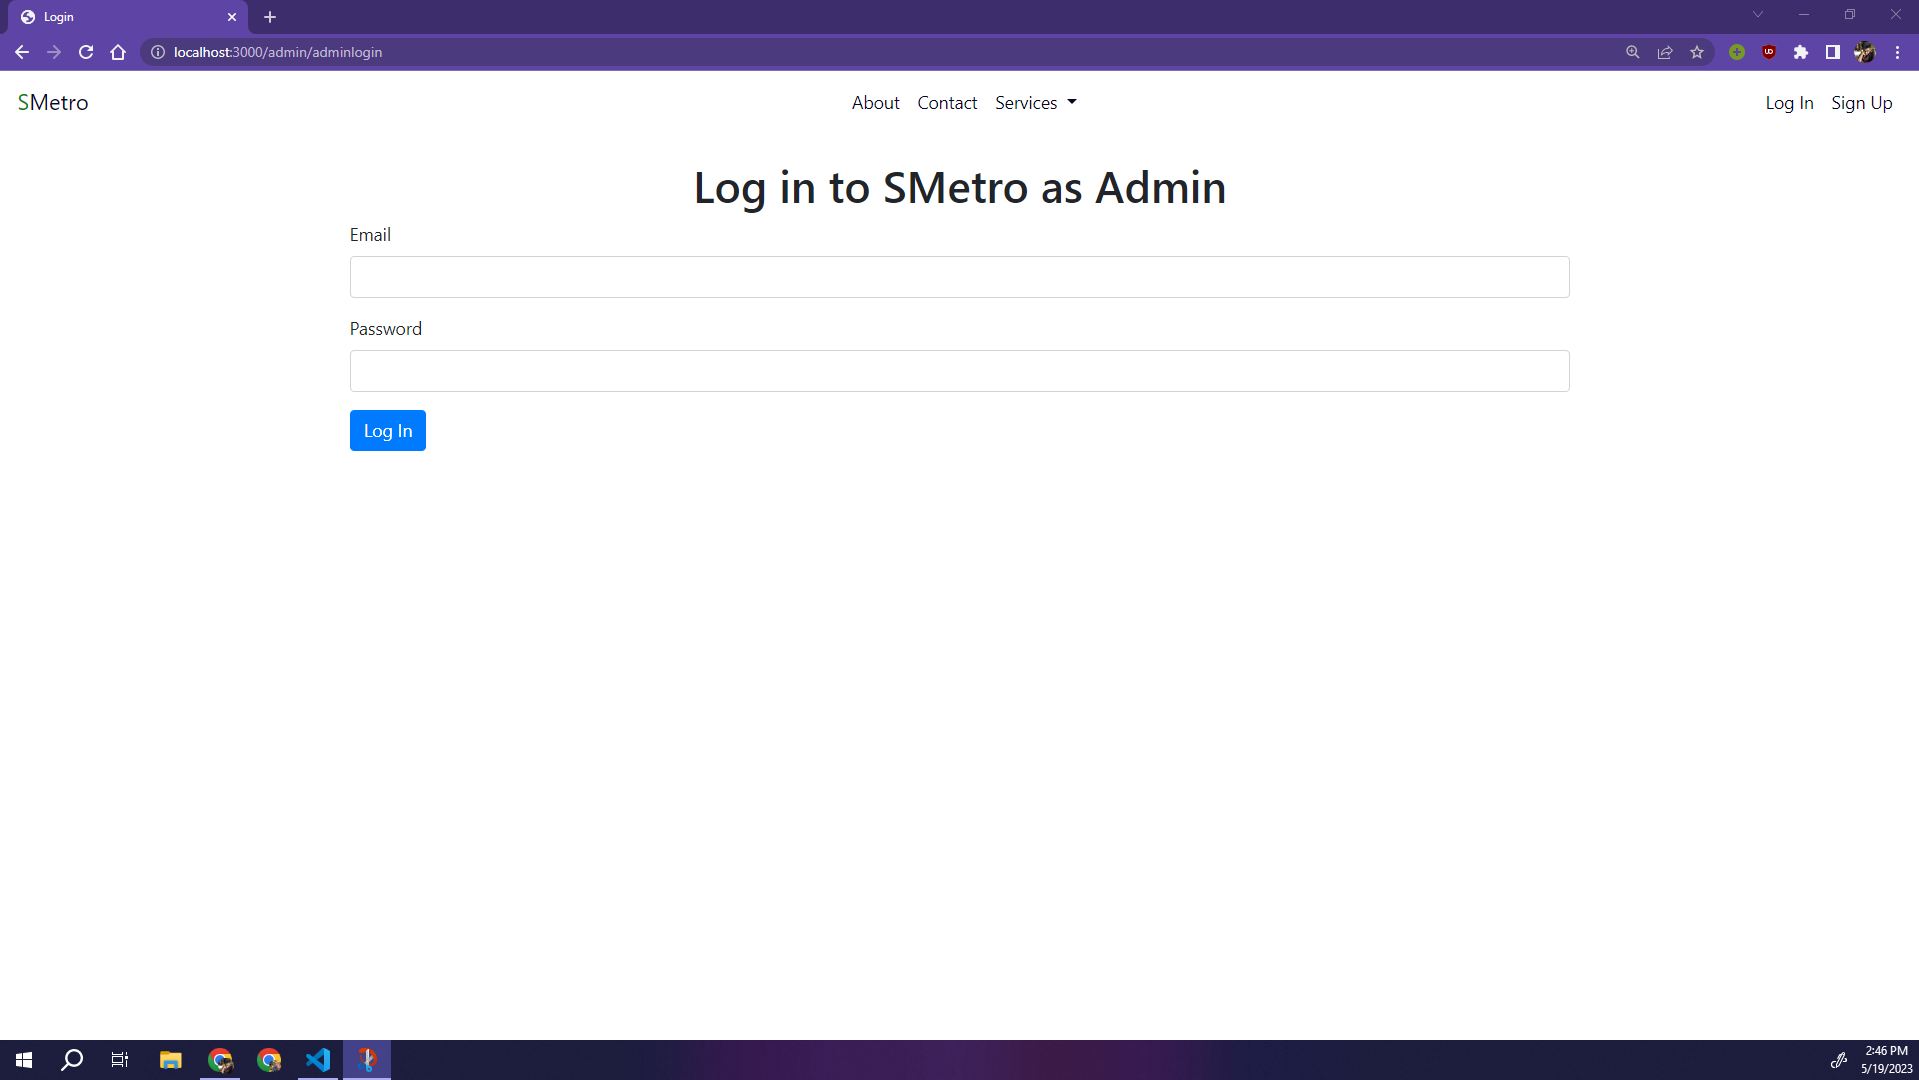 Login
localhost:3000/admin/adminlogin
SMetro
About Contact Services
Log In Sign Up
Log in to SMetro as Admin
Email
Password
Log In
2:46 PM
5/19/2023